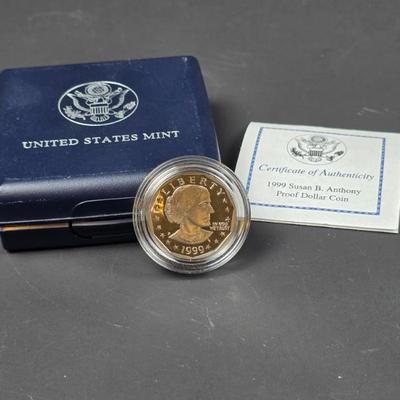 UNITED STATES MINT
Certificate of Authenticity
1999 Susan B. Anthony
Proof Dollar Coin
LIBERTY
IN GOD
WE TRUST
1999